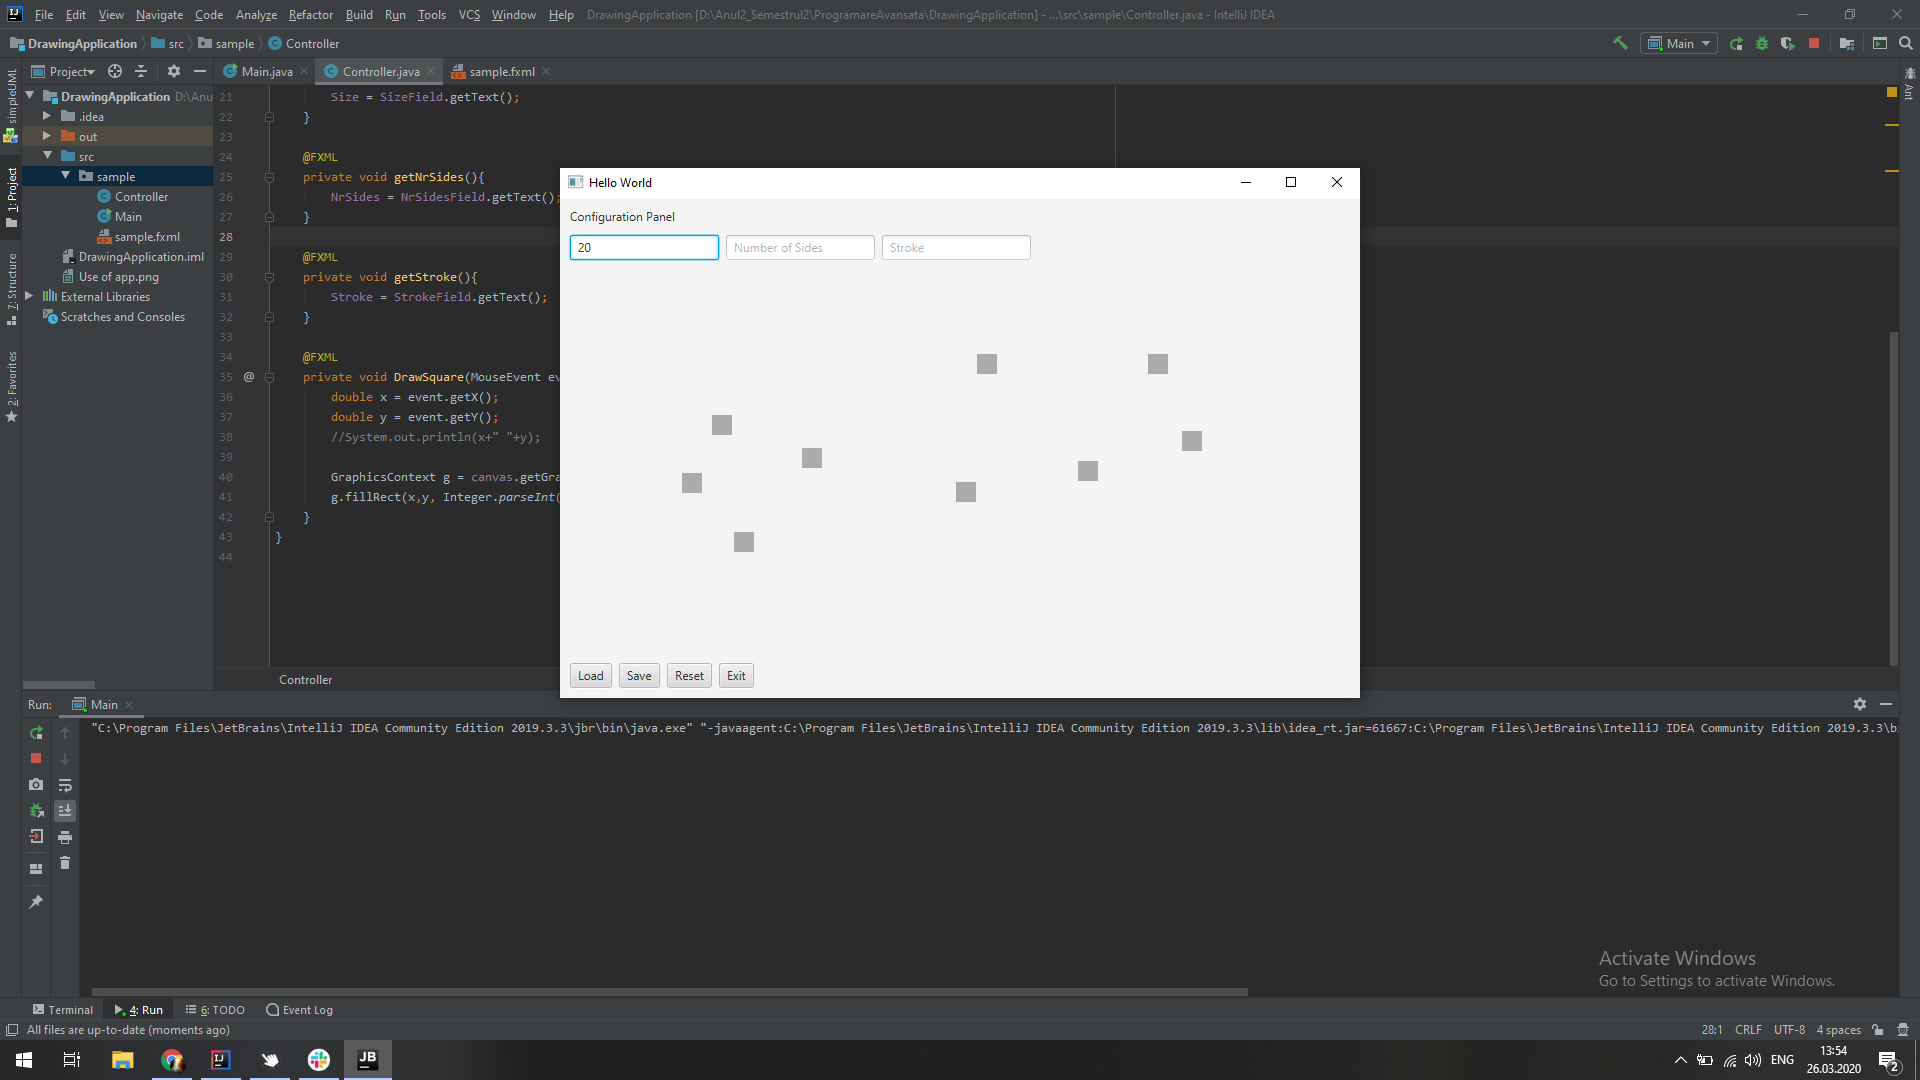 File Edit View Navigate Code Analyze Refactor Build Run Tools VCS Window Help DrawingApplication [D:\Anul2_Semestrul2\ProgramareAvansata\DrawingApplication] - ...\src\sample\Controller.java - IntelliJ IDEA
DrawingApplication src sample Controller Main
Project Main.java Controller.java sample.fxml
simpleUML
1: Project
7: Structure
2: Favorites
Ant
DrawingApplication D:\Anu
.idea
out
src
sample
Controller
Main
sample.fxml
DrawingApplication.iml
Use of app.png
External Libraries
Scratches and Consoles
21 Size = SizeField.getText();
22 }
23
24 @FXML
25 private void getNrSides(){
26 NrSides = NrSidesField.getText();
27 }
28
29 @FXML
30 private void getStroke(){
31 Stroke = StrokeField.getText();
32 }
33
34 @FXML
35 @ private void DrawSquare(MouseEvent ev
36 double x = event.getX();
37 double y = event.getY();
38 //System.out.println(x+" "+y);
39
40 GraphicsContext g = canvas.getGra
41 g.fillRect(x,y, Integer.parseInt(
42 }
43 }
44
Controller
Hello World
Configuration Panel
20 Number of Sides Stroke
Load Save Reset Exit
Run: Main
"C:\Program Files\JetBrains\IntelliJ IDEA Community Edition 2019.3.3\jbr\bin\java.exe" "-javaagent:C:\Program Files\JetBrains\IntelliJ IDEA Community Edition 2019.3.3\lib\idea_rt.jar=61667:C:\Program Files\JetBrains\IntelliJ IDEA Community Edition 2019.3.3\b
Activate Windows
Go to Settings to activate Windows.
Terminal 4: Run 6: TODO Event Log
All files are up-to-date (moments ago) 28:1 CRLF UTF-8 4 spaces
ENG 13:54
26.03.2020
2